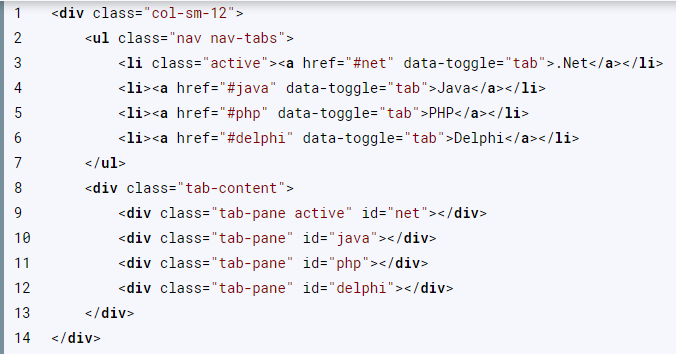 1 <div class="col-sm-12">
2 <ul class="nav nav-tabs">
3 <li class="active"><a href="#net" data-toggle="tab">.Net</a></li>
4 <li><a href="#java" data-toggle="tab">Java</a></li>
5 <li><a href="#php" data-toggle="tab">PHP</a></li>
6 <li><a href="#delphi" data-toggle="tab">Delphi</a></li>
7 </ul>
8 <div class="tab-content">
9 <div class="tab-pane active" id="net"></div>
10 <div class="tab-pane" id="java"></div>
11 <div class="tab-pane" id="php"></div>
12 <div class="tab-pane" id="delphi"></div>
13 </div>
14 </div>